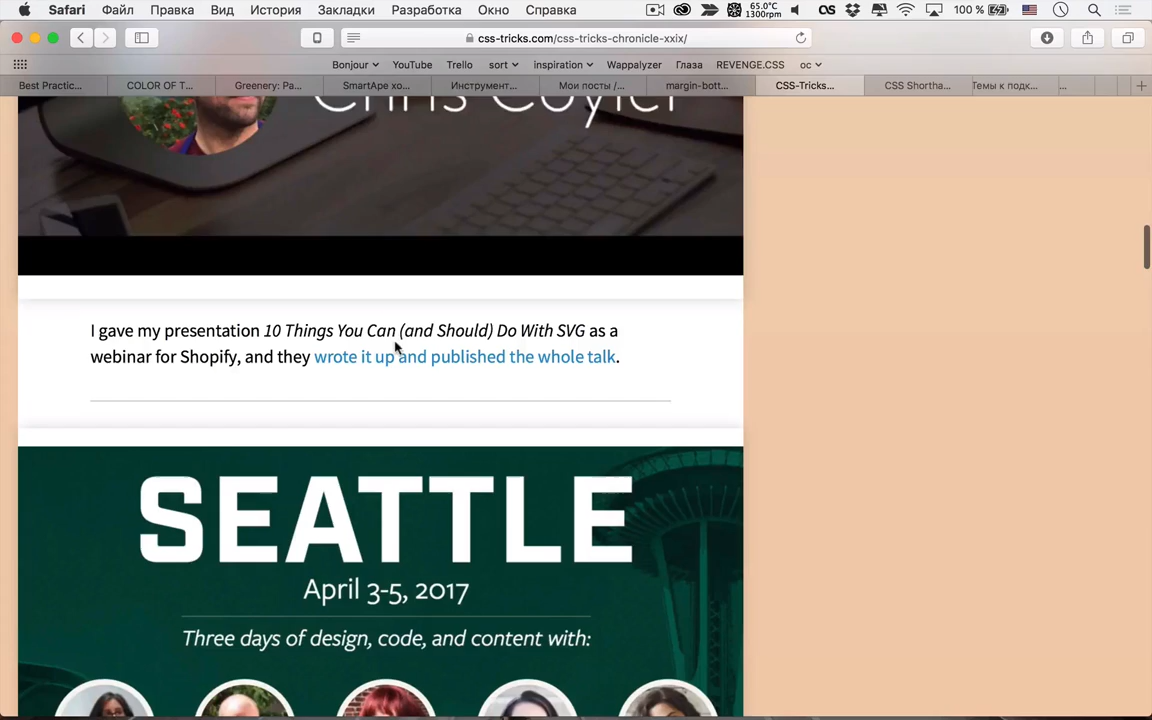 Safari Файл Правка Вид История Закладки Разработка Окно Справка 65.0°C 1300rpm 100 %
css-tricks.com/css-tricks-chronicle-xxix/
Bonjour YouTube Trello sort inspiration Wappalyzer Глаза REVENGE.CSS ос
Best Practic... COLOR OF T... Greenery: Pa... SmartApe хо... Инструмент... Мои посты /... margin-bott... CSS-Tricks... CSS Shortha... Темы к подк... ...
Chris Coyier
I gave my presentation 10 Things You Can (and Should) Do With SVG as a
webinar for Shopify, and they wrote it up and published the whole talk.
SEATTLE
April 3-5, 2017
Three days of design, code, and content with: